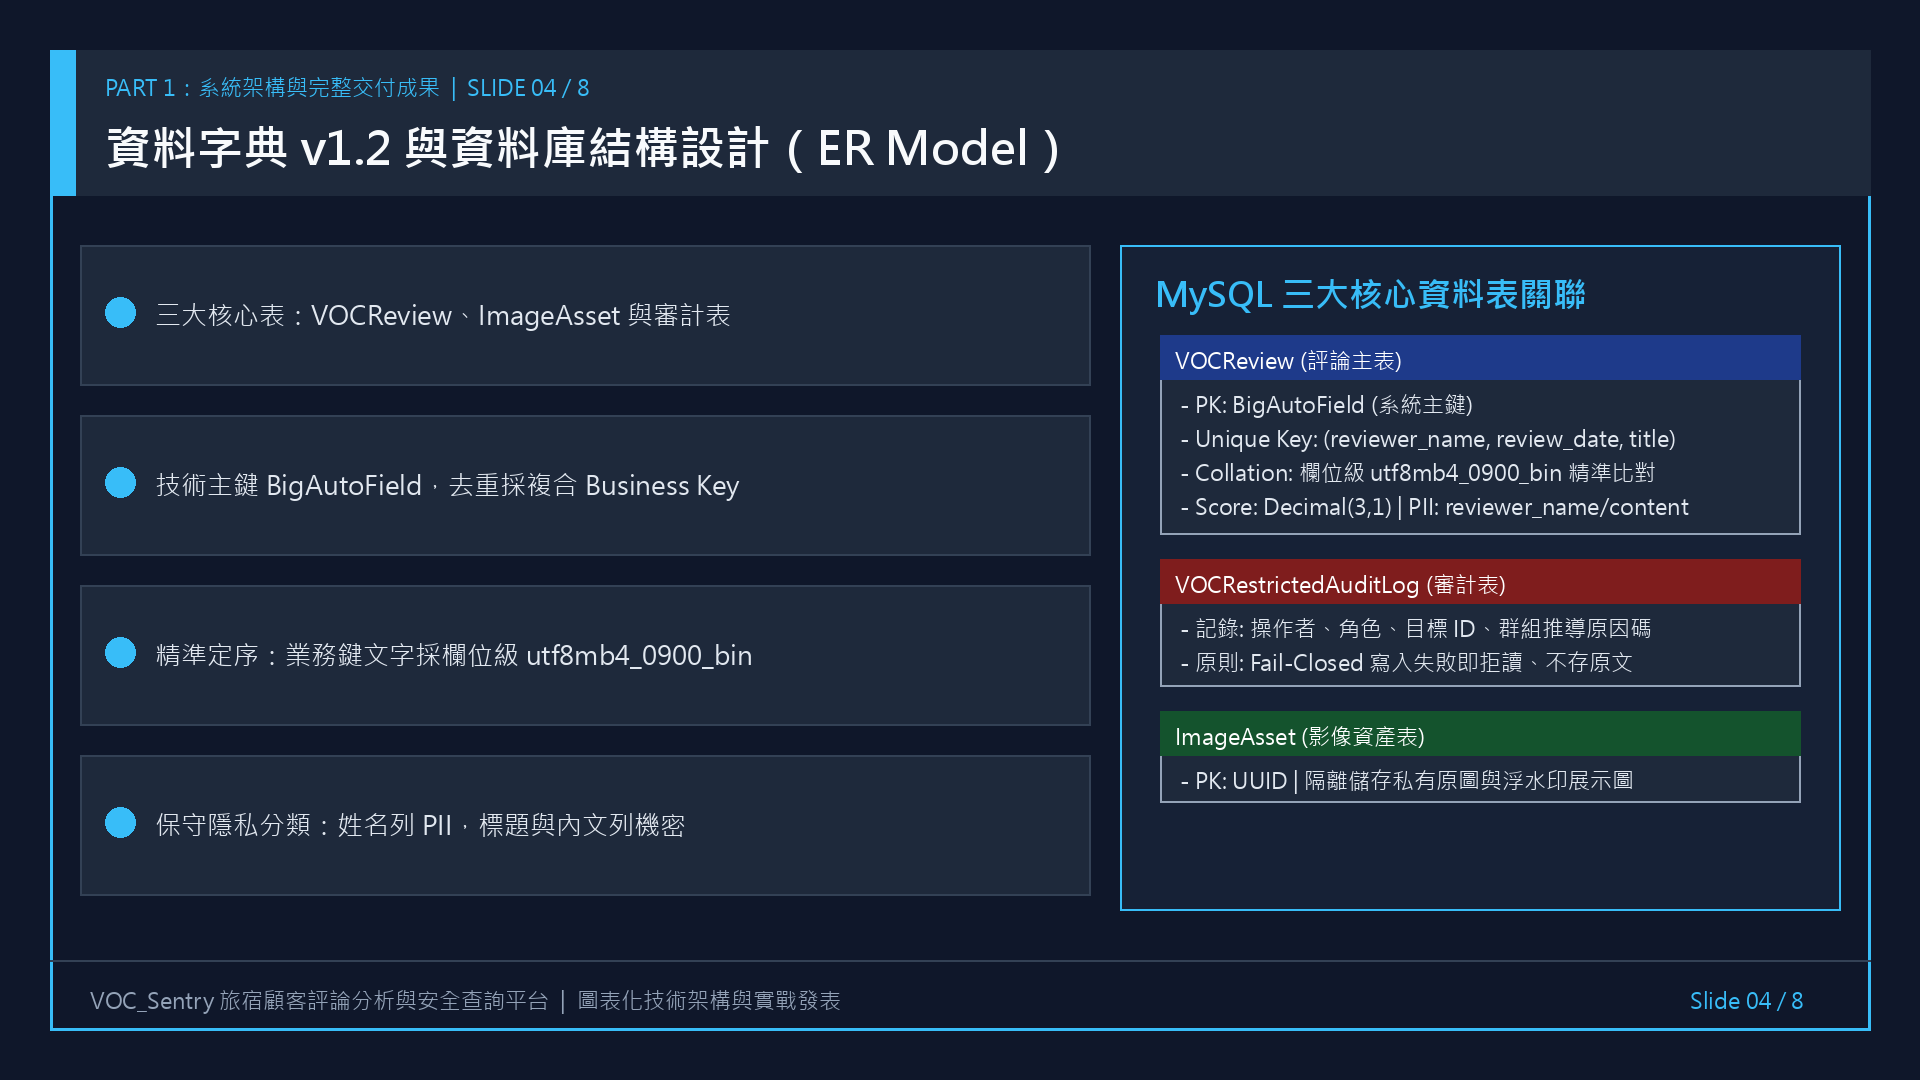 PART 1：系統架構與完整交付成果｜SLIDE 04 / 8
資料字典 v1.2 與資料庫結構設計（ER Model）
三大核心表：VOCReview、ImageAsset 與審計表
技術主鍵 BigAutoField，去重採複合 Business Key
精準定序：業務鍵文字採欄位級 utf8mb4_0900_bin
保守隱私分類：姓名列 PII，標題與內文列機密
MySQL 三大核心資料表關聯
VOCReview (評論主表)
- PK: BigAutoField (系統主鍵)
- Unique Key: (reviewer_name, review_date, title)
- Collation: 欄位級 utf8mb4_0900_bin 精準比對
- Score: Decimal(3,1) | PII: reviewer_name/content
VOCRestrictedAuditLog (審計表)
- 記錄: 操作者、角色、目標 ID、群組推導原因碼
- 原則: Fail-Closed 寫入失敗即拒讀、不存原文
ImageAsset (影像資產表)
- PK: UUID | 隔離儲存私有原圖與浮水印展示圖
VOC_Sentry 旅宿顧客評論分析與安全查詢平台｜圖表化技術架構與實戰發表
Slide 04 / 8